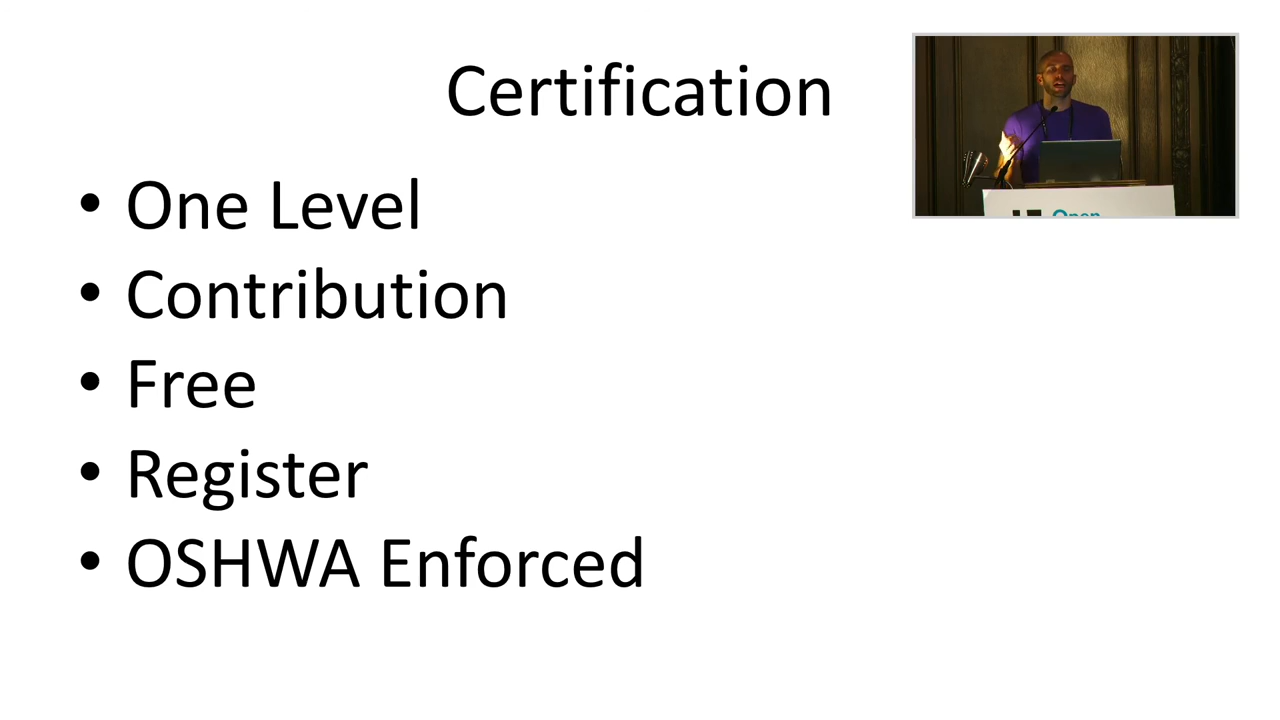 Certification
• One Level
• Contribution
• Free
• Register
• OSHWA Enforced
Open